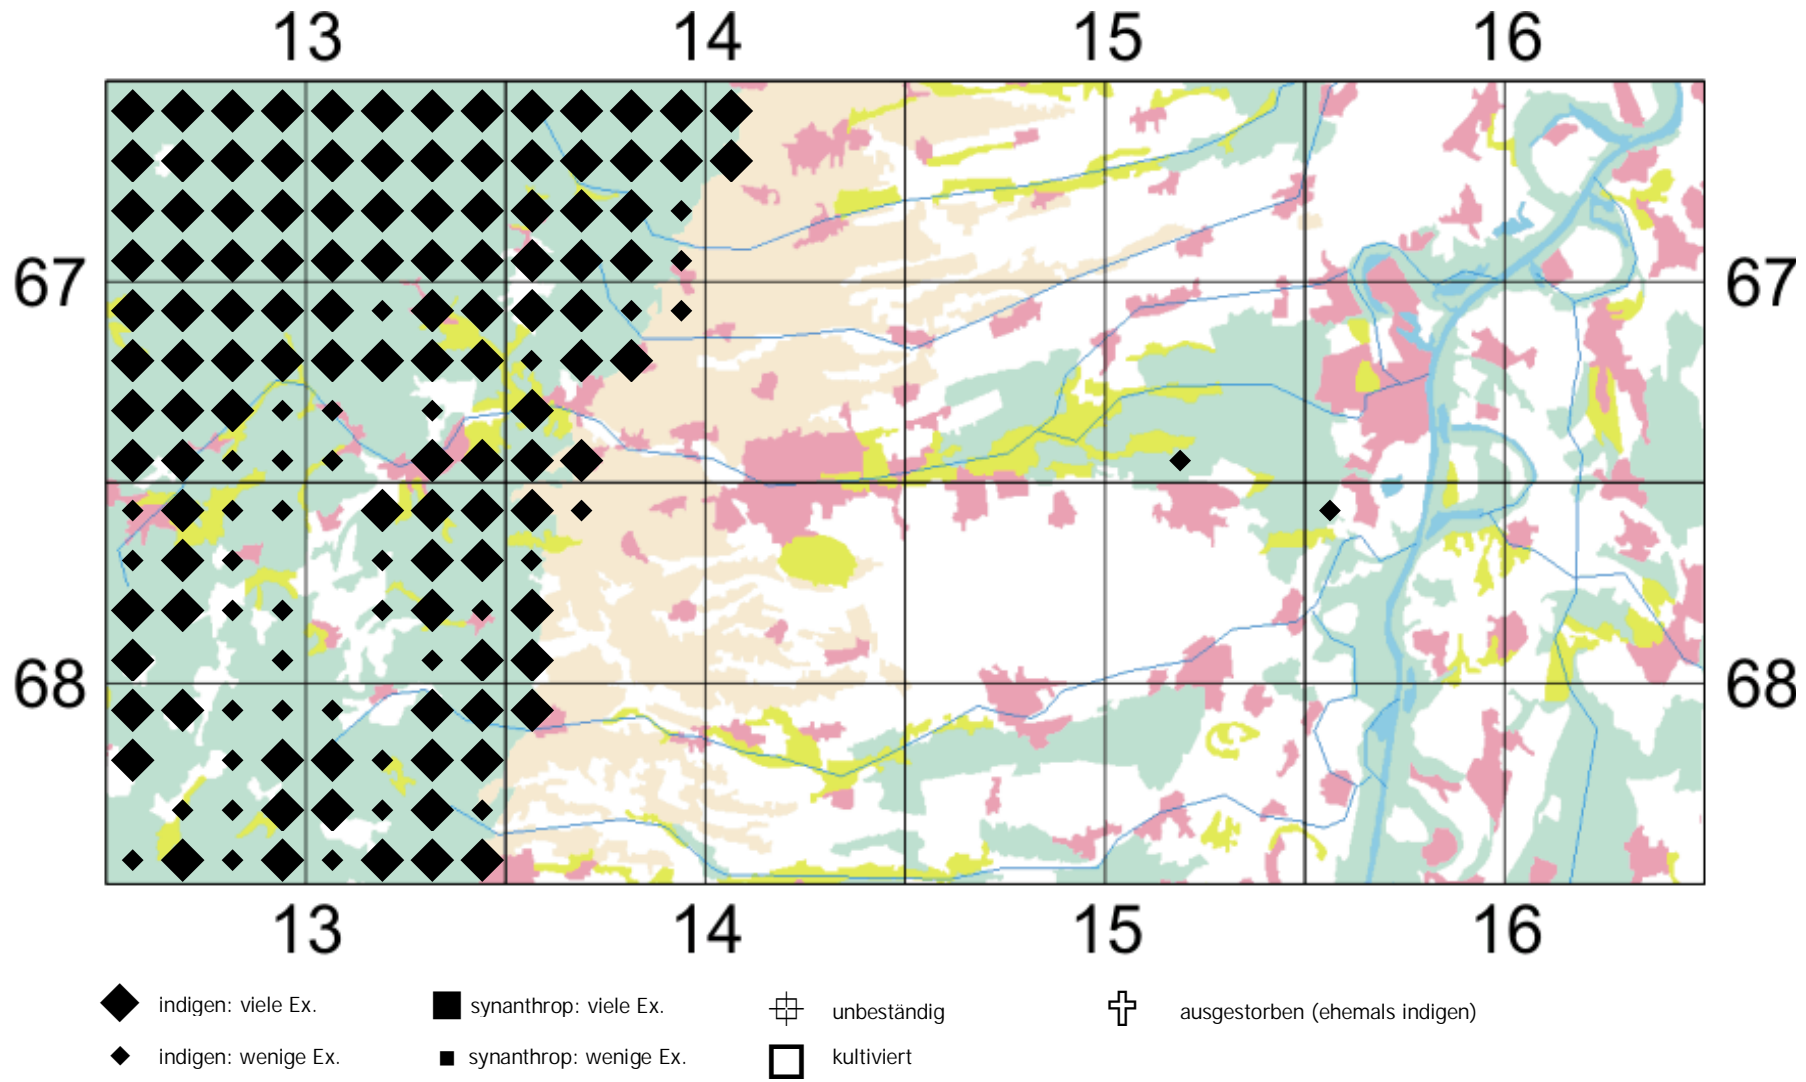 13 14 15 16
67 67
68 68
13 14 15 16
indigen: viele Ex. synanthrop: viele Ex. unbeständig ausgestorben (ehemals indigen)
indigen: wenige Ex. synanthrop: wenige Ex. kultiviert